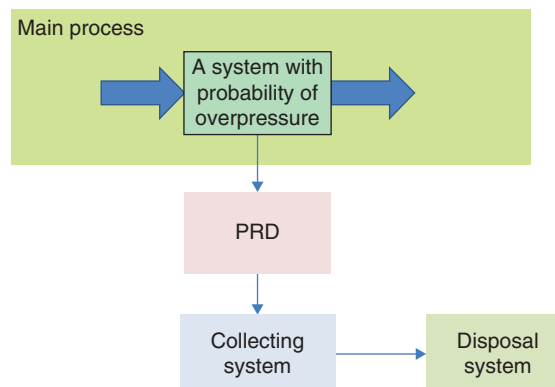 Main process
A system with
probability of
overpressure
PRD
Collecting
system
Disposal
system